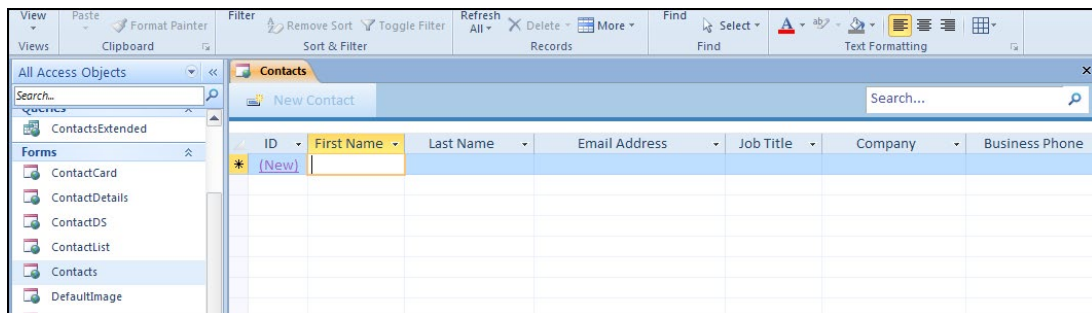 View Paste Format Painter Filter Remove Sort Toggle Filter Refresh All Delete More Find Select A ab
Views Clipboard Sort & Filter Records Find Text Formatting
All Access Objects
Contacts
Search...
New Contact
Search...
Queries
ContactsExtended
ID First Name Last Name Email Address Job Title Company Business Phone
Forms
(New)
ContactCard
ContactDetails
ContactDS
ContactList
Contacts
DefaultImage